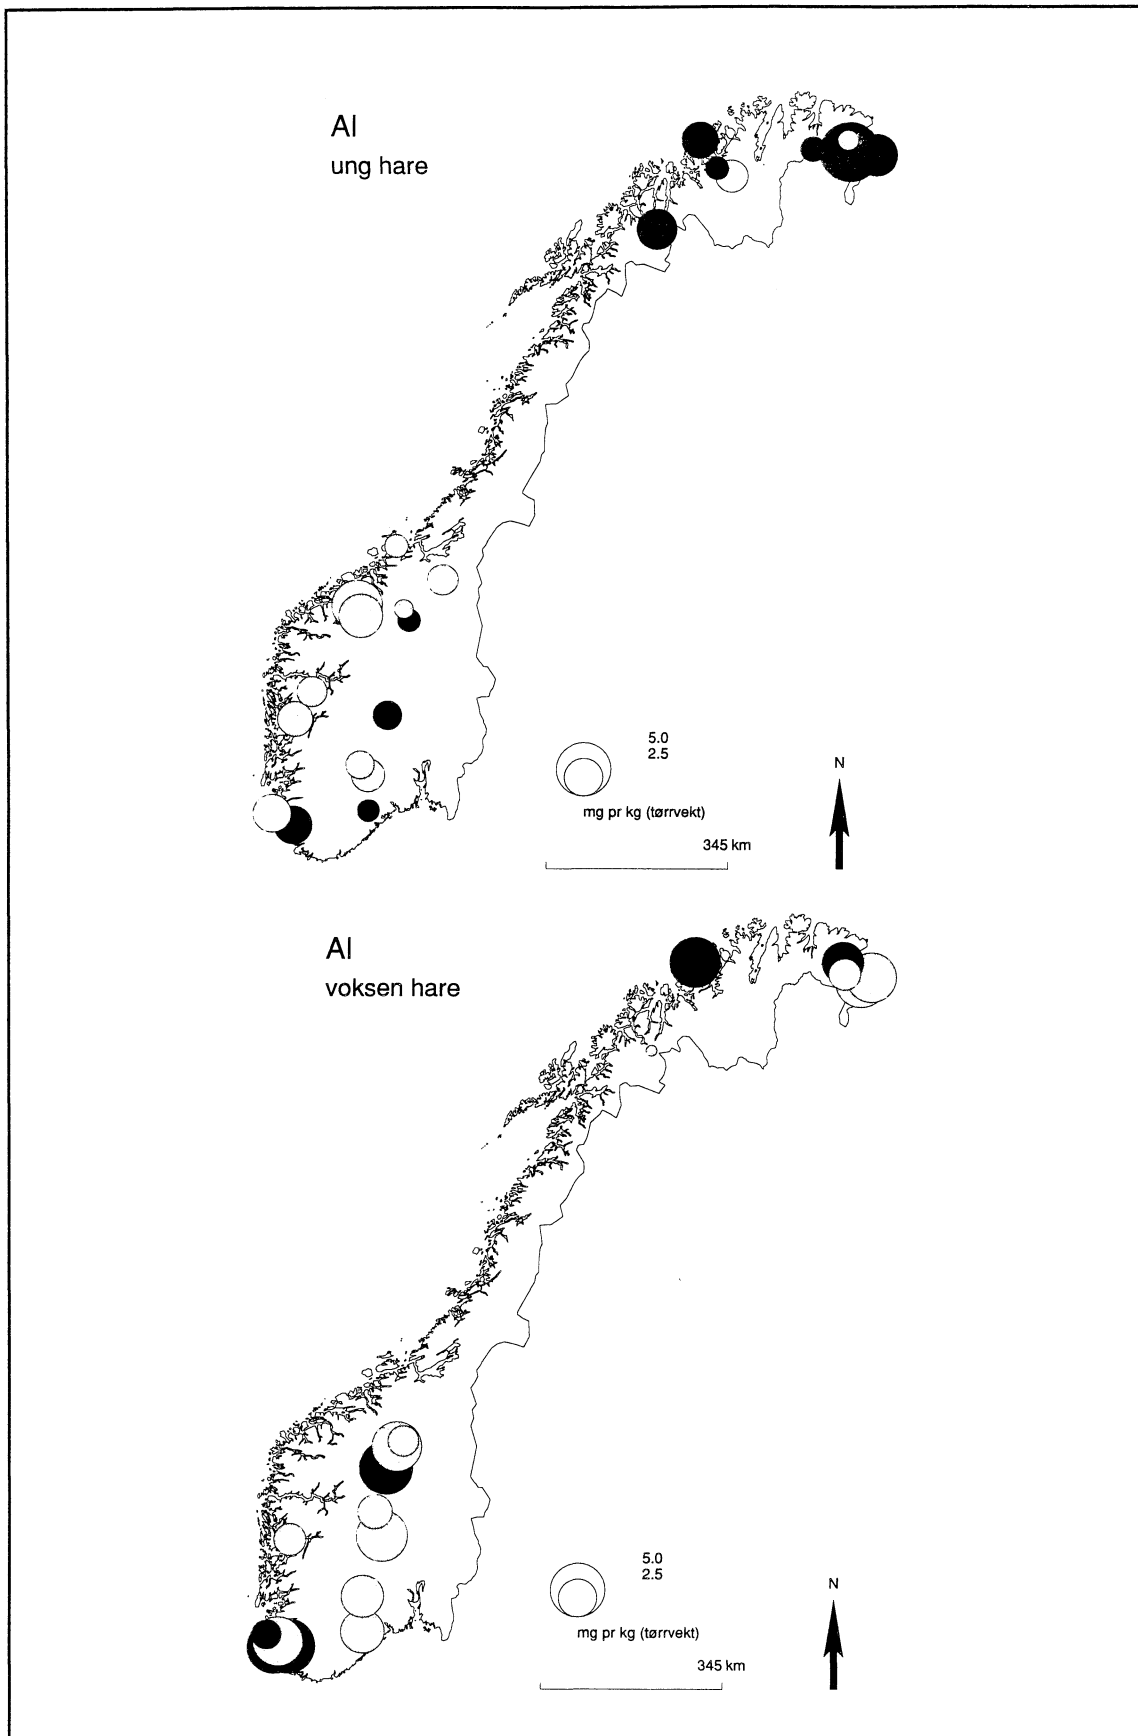 Al
ung hare
5.0
2.5
mg pr kg (tørrvekt)
345 km
N
Al
voksen hare
5.0
2.5
mg pr kg (tørrvekt)
345 km
N